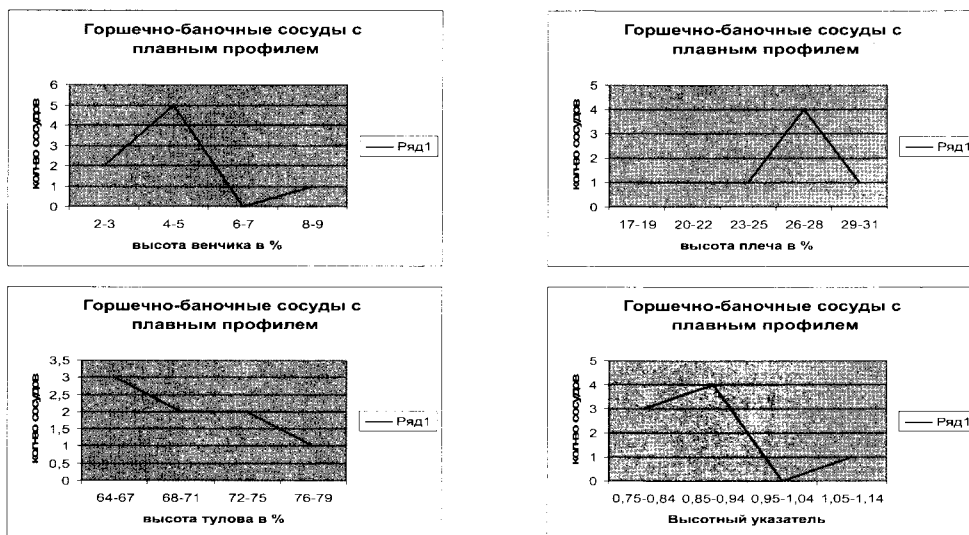 Горшечно-баночные сосуды с
плавным профилем
кол-во сосудов
6
5
4
3
2
1
0
2-3 4-5 6-7 8-9
высота венчика в %
Ряд1
Горшечно-баночные сосуды с
плавным профилем
кол-во сосудов
5
4
3
2
1
0
17-19 20-22 23-25 26-28 29-31
высота плеча в %
Ряд1
Горшечно-баночные сосуды с
плавным профилем
кол-во сосудов
3,5
3
2,5
2
1,5
1
0,5
0
64-67 68-71 72-75 76-79
высота тулова в %
Ряд1
Горшечно-баночные сосуды с
плавным профилем
кол-во сосудов
5
4
3
2
1
0
0,75-0,84 0,85-0,94 0,95-1,04 1,05-1,14
Высотный указатель
Ряд1